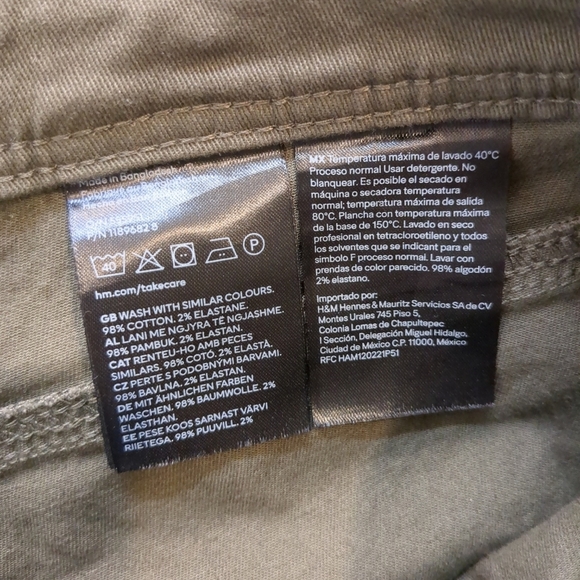 Made in Bangladesh
P/N 1189682 8
40
P
hm.com/takecare
GB WASH WITH SIMILAR COLOURS.
98% COTTON. 2% ELASTANE.
AL LANI ME NGJYRA TË NGJASHME.
98% PAMBUK. 2% ELASTAN.
CAT RENTEU-HO AMB PECES
SIMILARS. 98% COTÓ. 2% ELASTÀ.
CZ PERTE S PODOBNÝMI BARVAMI.
98% BAVLNA. 2% ELASTAN.
DE MIT ÄHNLICHEN FARBEN
WASCHEN. 98% BAUMWOLLE. 2%
ELASTHAN.
EE PESE KOOS SARNAST VÄRVI
RIIETEGA. 98% PUUVILL. 2%
MX Temperatura máxima de lavado 40°C
Proceso normal Usar detergente. No
blanquear. Es posible el secado en
máquina o secadora temperatura
normal; temperatura máxima de salida
80°C. Plancha con temperatura máxima
de la base de 150°C. Lavado en seco
profesional en tetracloroetileno y todos
los solventes que se indican para el
símbolo F proceso normal. Lavar con
prendas de color parecido. 98% algodón
2% elastano.
Importado por:
H&M Hennes & Mauritz Servicios SA de CV
Montes Urales 745 Piso 5,
Colonia Lomas de Chapultepec
I Sección, Delegación Miguel Hidalgo,
Ciudad de México C.P. 11000, México
RFC HAM120221P51